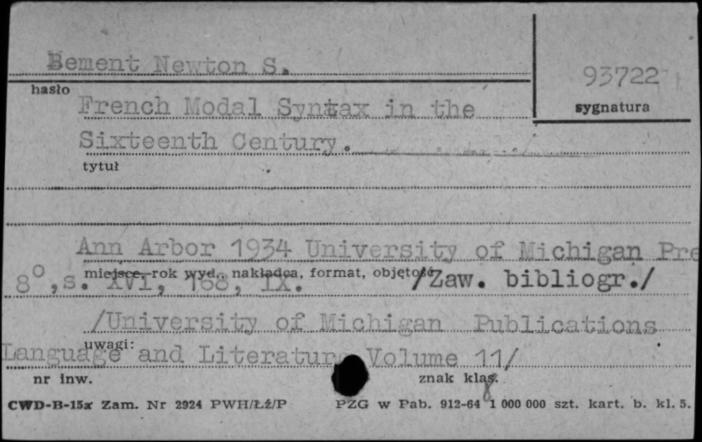 Bement Newton S.
93722
hasło
French Modal Syntax in the
sygnatura
Sixteenth Century.
tytuł
Ann Arbor 1934 University of Michigan Pre
miejsce, rok wyd., nakładca, format, objętość
8°, s. XVI, 168, IX. /Zaw. bibliogr./
/University of Michigan Publications
uwagi:
Language and Literature Volume 11/
nr inw. znak klas.
CWD-B-15x Zam. Nr 2924 PWH/ŁŻ/P PZG w Pab. 912-64 1 000 000 szt. kart. b. kl. 5.